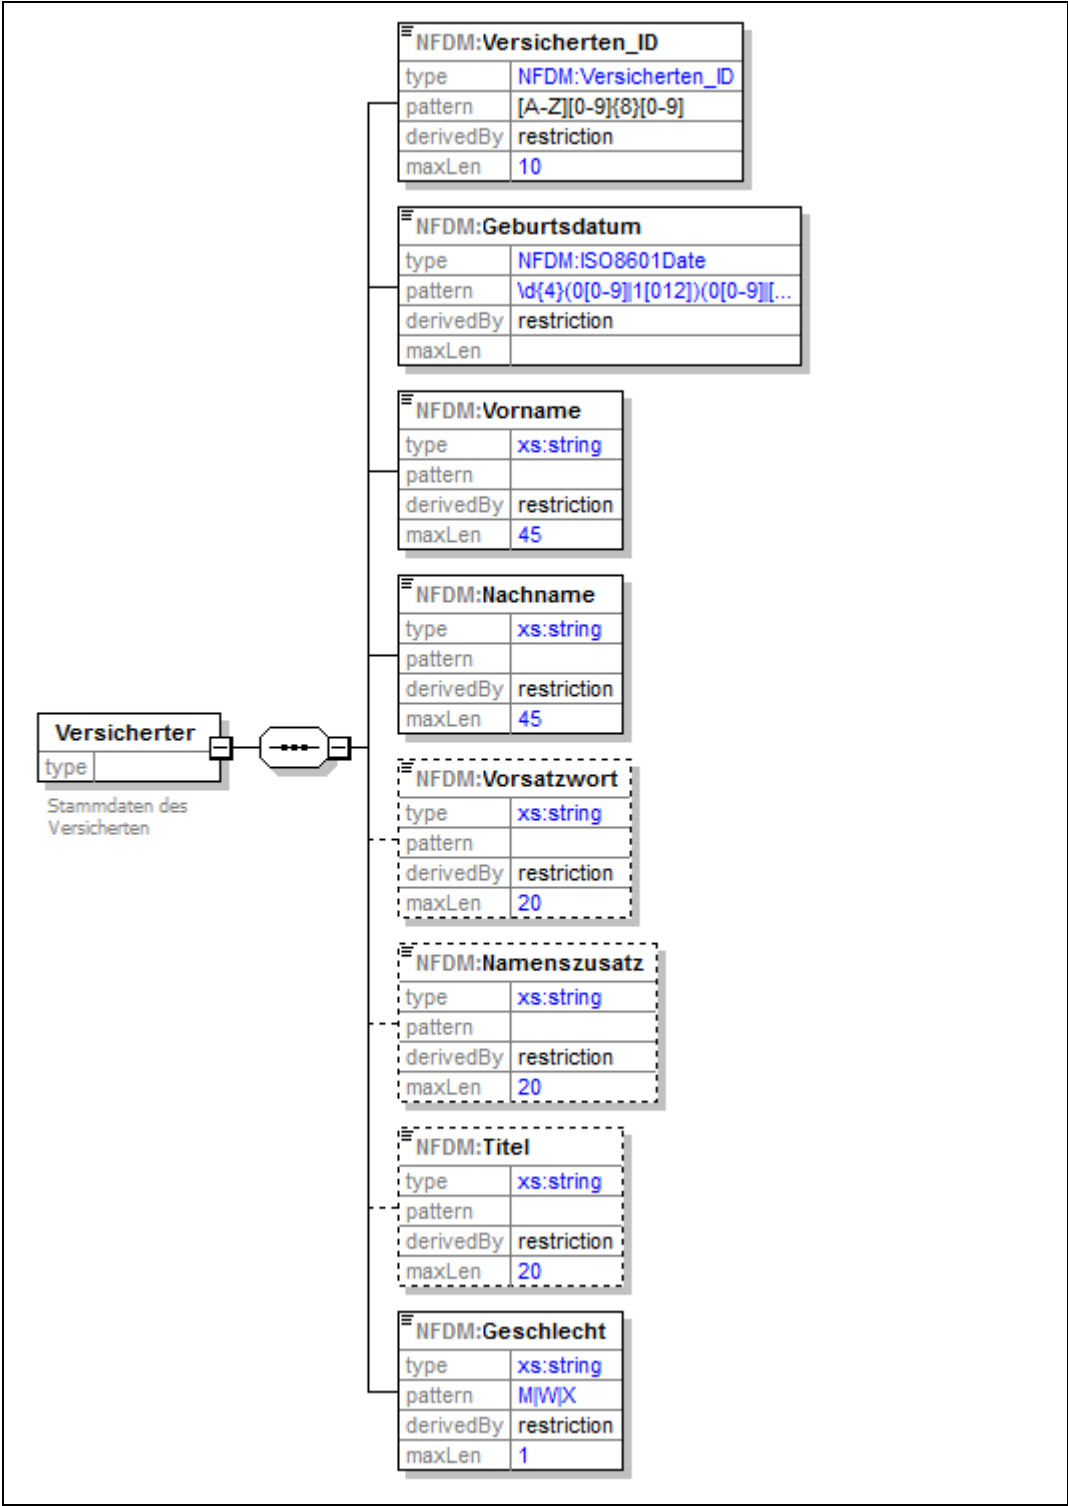 NFDM:Versicherten_ID
type NFDM:Versicherten_ID
pattern [A-Z][0-9]{8}[0-9]
derivedBy restriction
maxLen 10
NFDM:Geburtsdatum
type NFDM:ISO8601Date
pattern \d{4}(0[0-9]|1[012])(0[0-9]|[...
derivedBy restriction
maxLen
NFDM:Vorname
type xs:string
pattern
derivedBy restriction
maxLen 45
NFDM:Nachname
type xs:string
pattern
derivedBy restriction
maxLen 45
Versicherter
type
Stammdaten des
Versicherten
NFDM:Vorsatzwort
type xs:string
pattern
derivedBy restriction
maxLen 20
NFDM:Namenszusatz
type xs:string
pattern
derivedBy restriction
maxLen 20
NFDM:Titel
type xs:string
pattern
derivedBy restriction
maxLen 20
NFDM:Geschlecht
type xs:string
pattern M|W|X
derivedBy restriction
maxLen 1